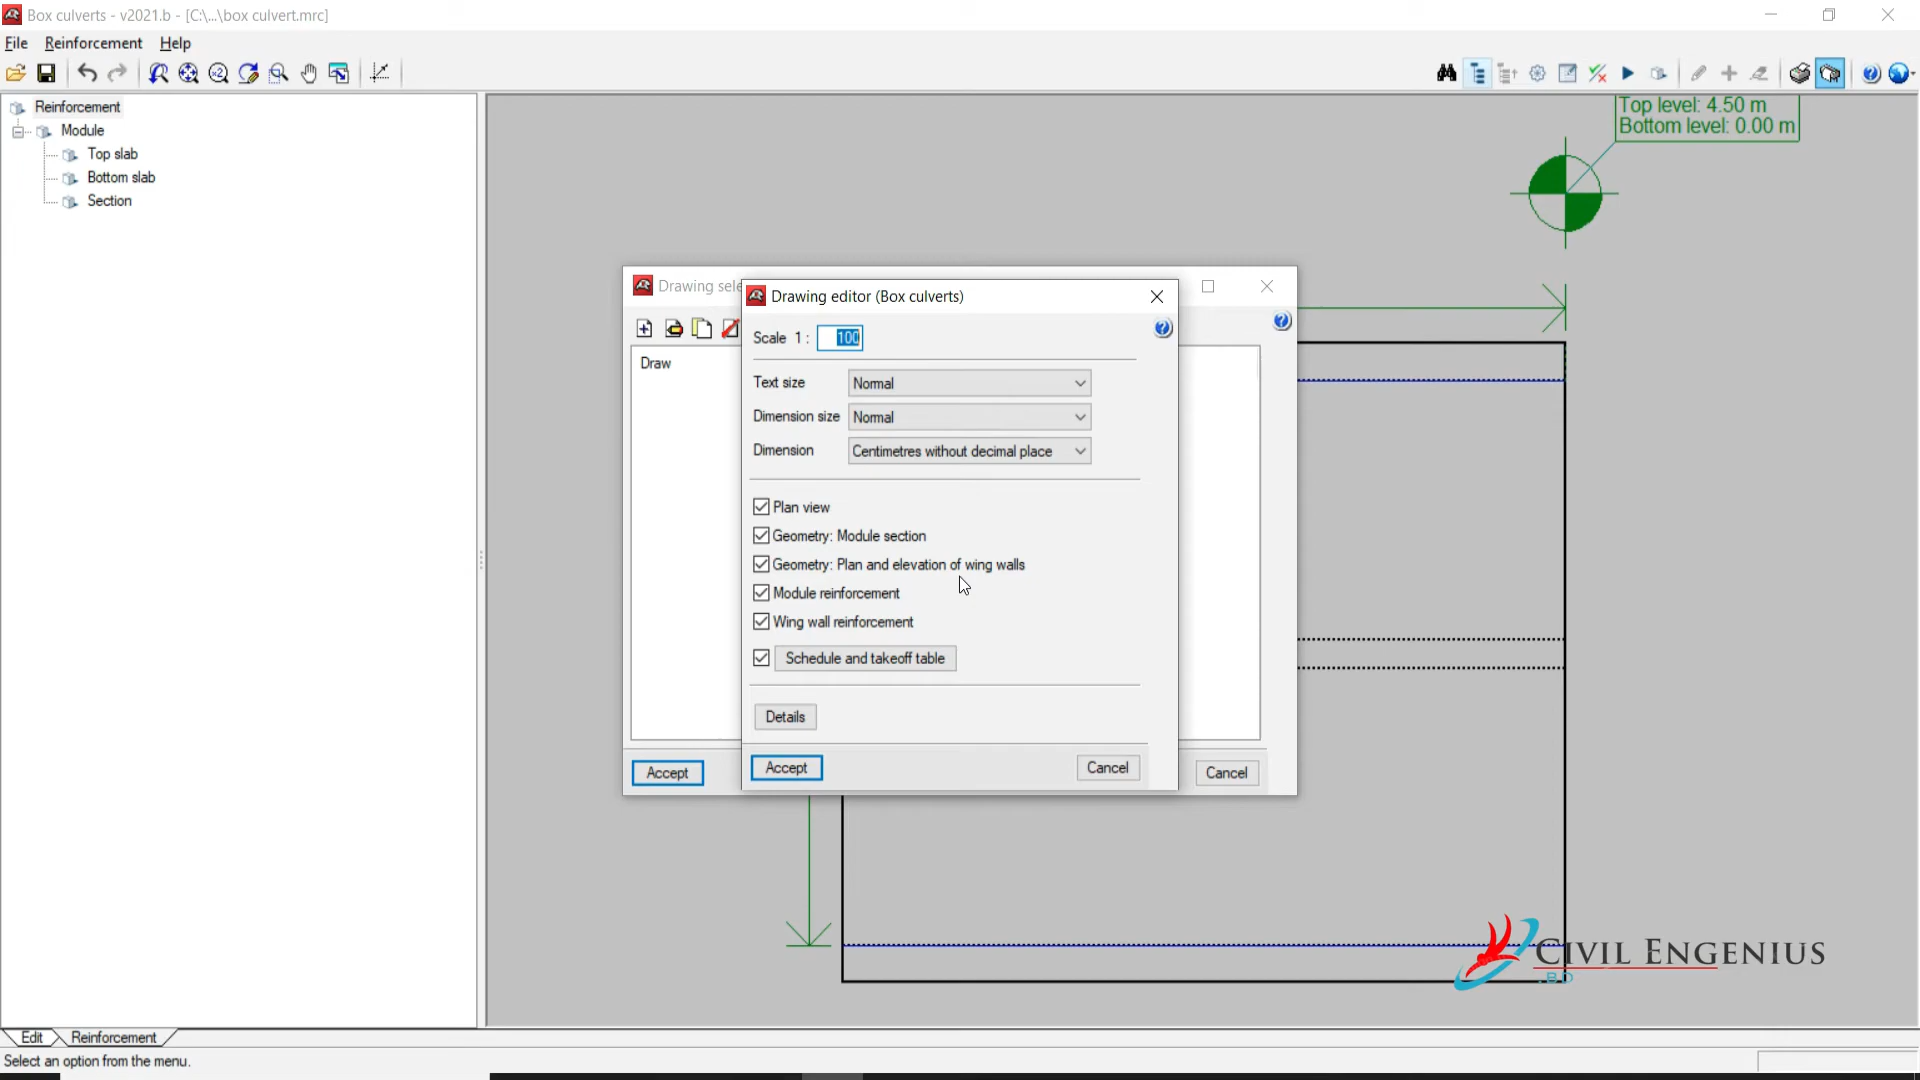 Box culverts - v2021.b - [C:\...\box culvert.mrc]
File Reinforcement Help
Reinforcement
Module
Top slab
Bottom slab
Section
Top level: 4.50 m
Bottom level: 0.00 m
Drawing sele
Draw
Accept
Cancel
Drawing editor (Box culverts)
Scale 1 : 100
Text size Normal
Dimension size Normal
Dimension Centimetres without decimal place
Plan view
Geometry: Module section
Geometry: Plan and elevation of wing walls
Module reinforcement
Wing wall reinforcement
Schedule and takeoff table
Details
Accept Cancel
CIVIL ENGENIUS
.BD
Edit Reinforcement
Select an option from the menu.